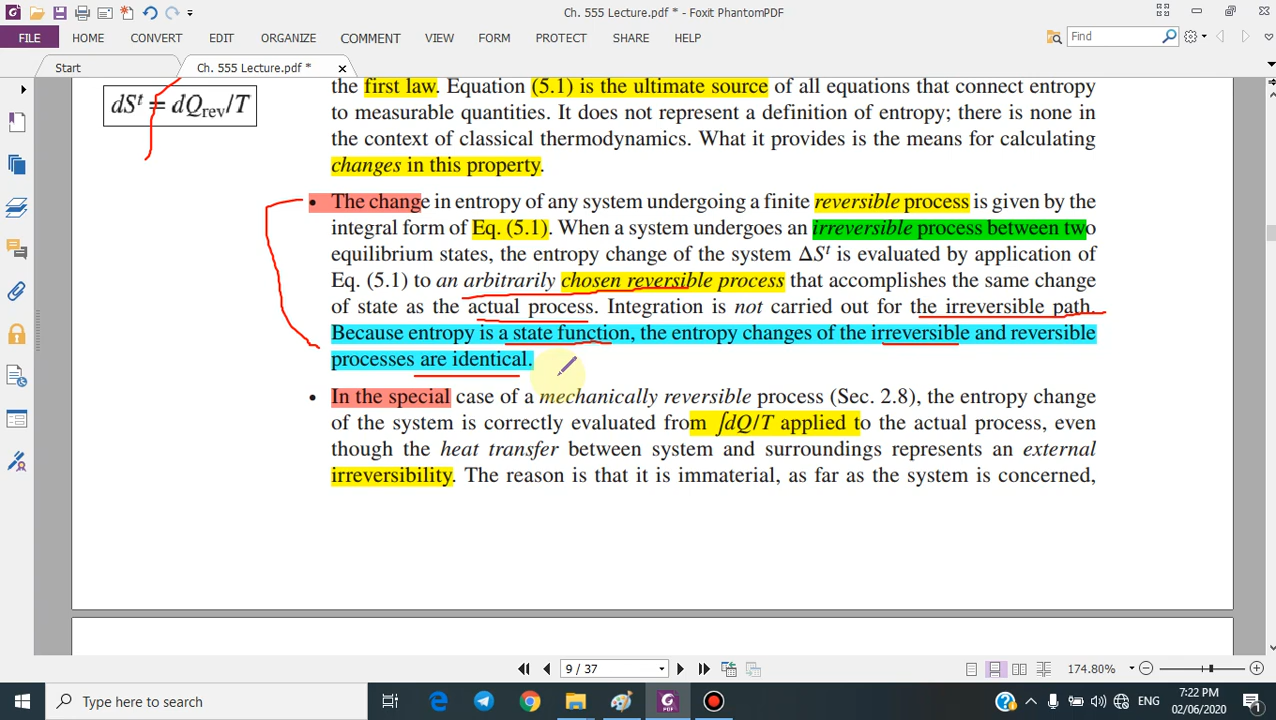 Ch. 555 Lecture.pdf * - Foxit PhantomPDF
FILE HOME CONVERT EDIT ORGANIZE COMMENT VIEW FORM PROTECT SHARE HELP Find
Start Ch. 555 Lecture.pdf *
the first law. Equation (5.1) is the ultimate source of all equations that connect entropy
dSᵗ = dQrev/T
to measurable quantities. It does not represent a definition of entropy; there is none in
the context of classical thermodynamics. What it provides is the means for calculating
changes in this property.
• The change in entropy of any system undergoing a finite reversible process is given by the
integral form of Eq. (5.1). When a system undergoes an irreversible process between two
equilibrium states, the entropy change of the system ΔSᵗ is evaluated by application of
Eq. (5.1) to an arbitrarily chosen reversible process that accomplishes the same change
of state as the actual process. Integration is not carried out for the irreversible path.
Because entropy is a state function, the entropy changes of the irreversible and reversible
processes are identical.
• In the special case of a mechanically reversible process (Sec. 2.8), the entropy change
of the system is correctly evaluated from ∫dQ/T applied to the actual process, even
though the heat transfer between system and surroundings represents an external
irreversibility. The reason is that it is immaterial, as far as the system is concerned,
9 / 37 174.80%
Type here to search
ENG
7:22 PM
02/06/2020